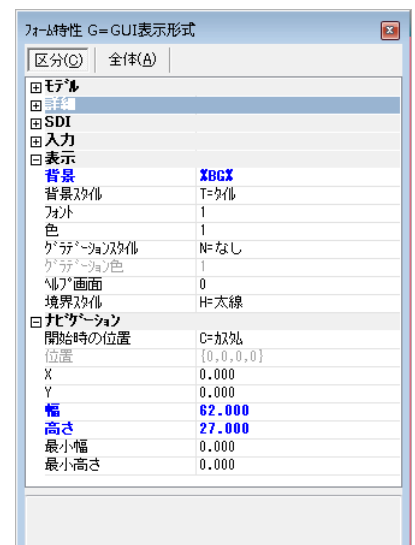 フォーム特性 G=GUI表示形式
区分(C) 全体(A)
モデル
詳細
SDI
入力
表示
背景 %BG%
背景スタイル T=タイル
フォント 1
色 1
グラデーションスタイル N=なし
グラデーション色 1
ヘルプ画面 0
境界スタイル H=太線
ナビゲーション
開始時の位置 C=カスタム
位置 {0,0,0,0}
X 0.000
Y 0.000
幅 62.000
高さ 27.000
最小幅 0.000
最小高さ 0.000